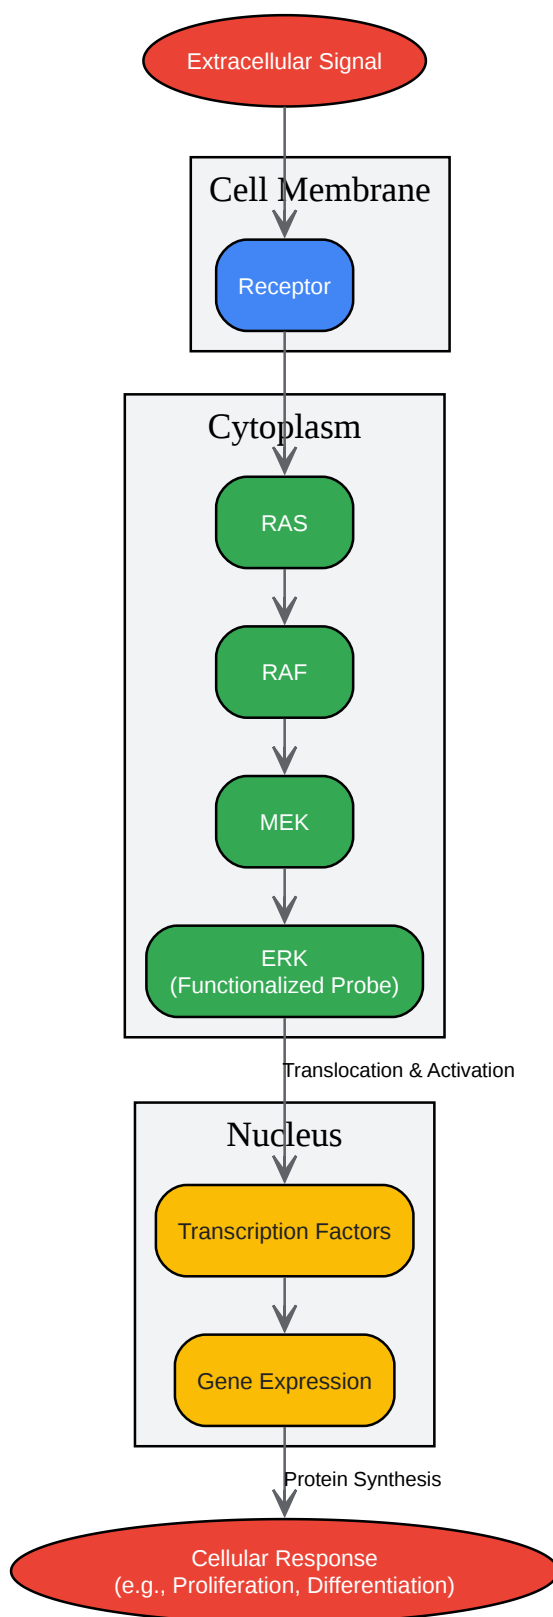 Extracellular Signal
Cell Membrane
Receptor
Cytoplasm
RAS
RAF
MEK
ERK
(Functionalized Probe)
Translocation & Activation
Nucleus
Transcription Factors
Gene Expression
Protein Synthesis
Cellular Response
(e.g., Proliferation, Differentiation)